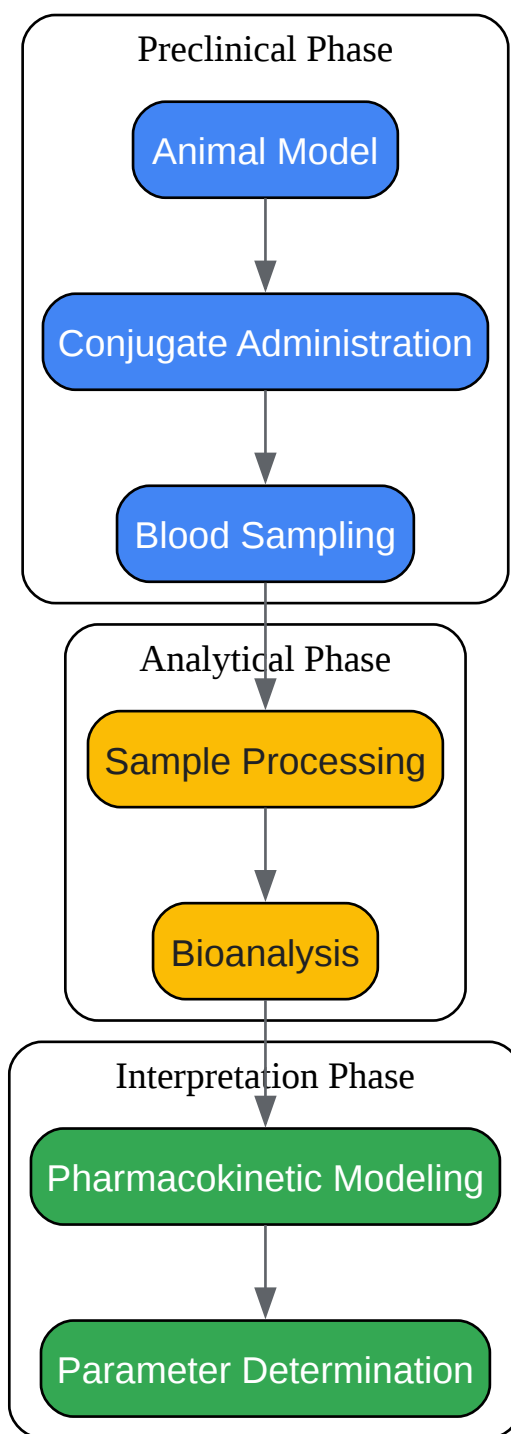 Preclinical Phase
Animal Model
Conjugate Administration
Blood Sampling
Analytical Phase
Sample Processing
Bioanalysis
Interpretation Phase
Pharmacokinetic Modeling
Parameter Determination